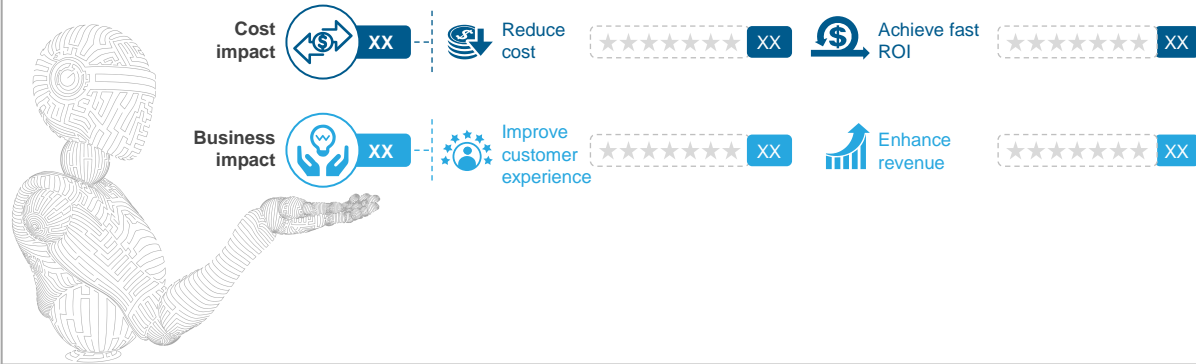 Cost
impact
XX
Reduce
cost
XX
Achieve fast
ROI
XX
Business
impact
XX
Improve
customer
experience
XX
Enhance
revenue
XX